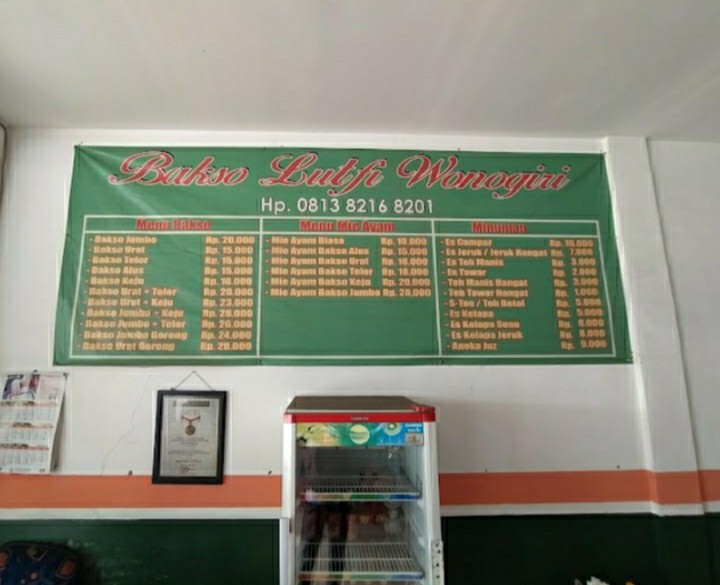 Bakso Lutfi Wonogiri
Hp. 0813 8216 8201
Menu Bakso
- Bakso Jumbo Rp. 20.000
- Bakso Urat Rp. 15.000
- Bakso Telor Rp. 15.000
- Bakso Alus Rp. 15.000
- Bakso Keju Rp. 18.000
- Bakso Urat + Telor Rp. 20.000
- Bakso Urat + Keju Rp. 23.000
- Bakso Jumbo + Keju Rp. 28.000
- Bakso Jumbo + Telor Rp. 26.000
- Bakso Jumbo Goreng Rp. 24.000
- Bakso Urat Goreng Rp. 20.000
Menu Mie Ayam
- Mie Ayam Biasa Rp. 10.000
- Mie Ayam Bakso Alus Rp. 15.000
- Mie Ayam Bakso Urat Rp. 18.000
- Mie Ayam Bakso Telor Rp. 18.000
- Mie Ayam Bakso Keju Rp. 20.000
- Mie Ayam Bakso Jumbo Rp. 28.000
Minuman
- Es Campur Rp. 10.000
- Es Jeruk / Jeruk Hangat Rp. 7.000
- Es Teh Manis Rp. 3.000
- Es Tawar Rp. 2.000
- Teh Manis Hangat Rp. 3.000
- Teh Tawar Hangat Rp. 1.000
- S-Tee / Teh Botol Rp. 5.000
- Es Kelapa Rp. 5.000
- Es Kelapa Susu Rp. 8.000
- Es Kelapa Jeruk Rp. 8.000
- Aneka Juz Rp. 9.000